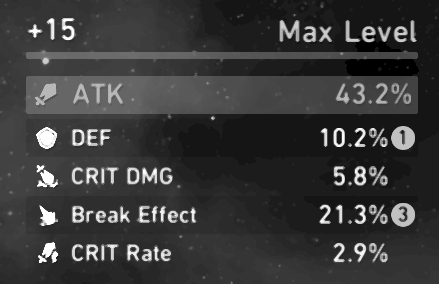 +15 Max Level
ATK 43.2%
DEF 10.2% 1
CRIT DMG 5.8%
Break Effect 21.3% 3
CRIT Rate 2.9%